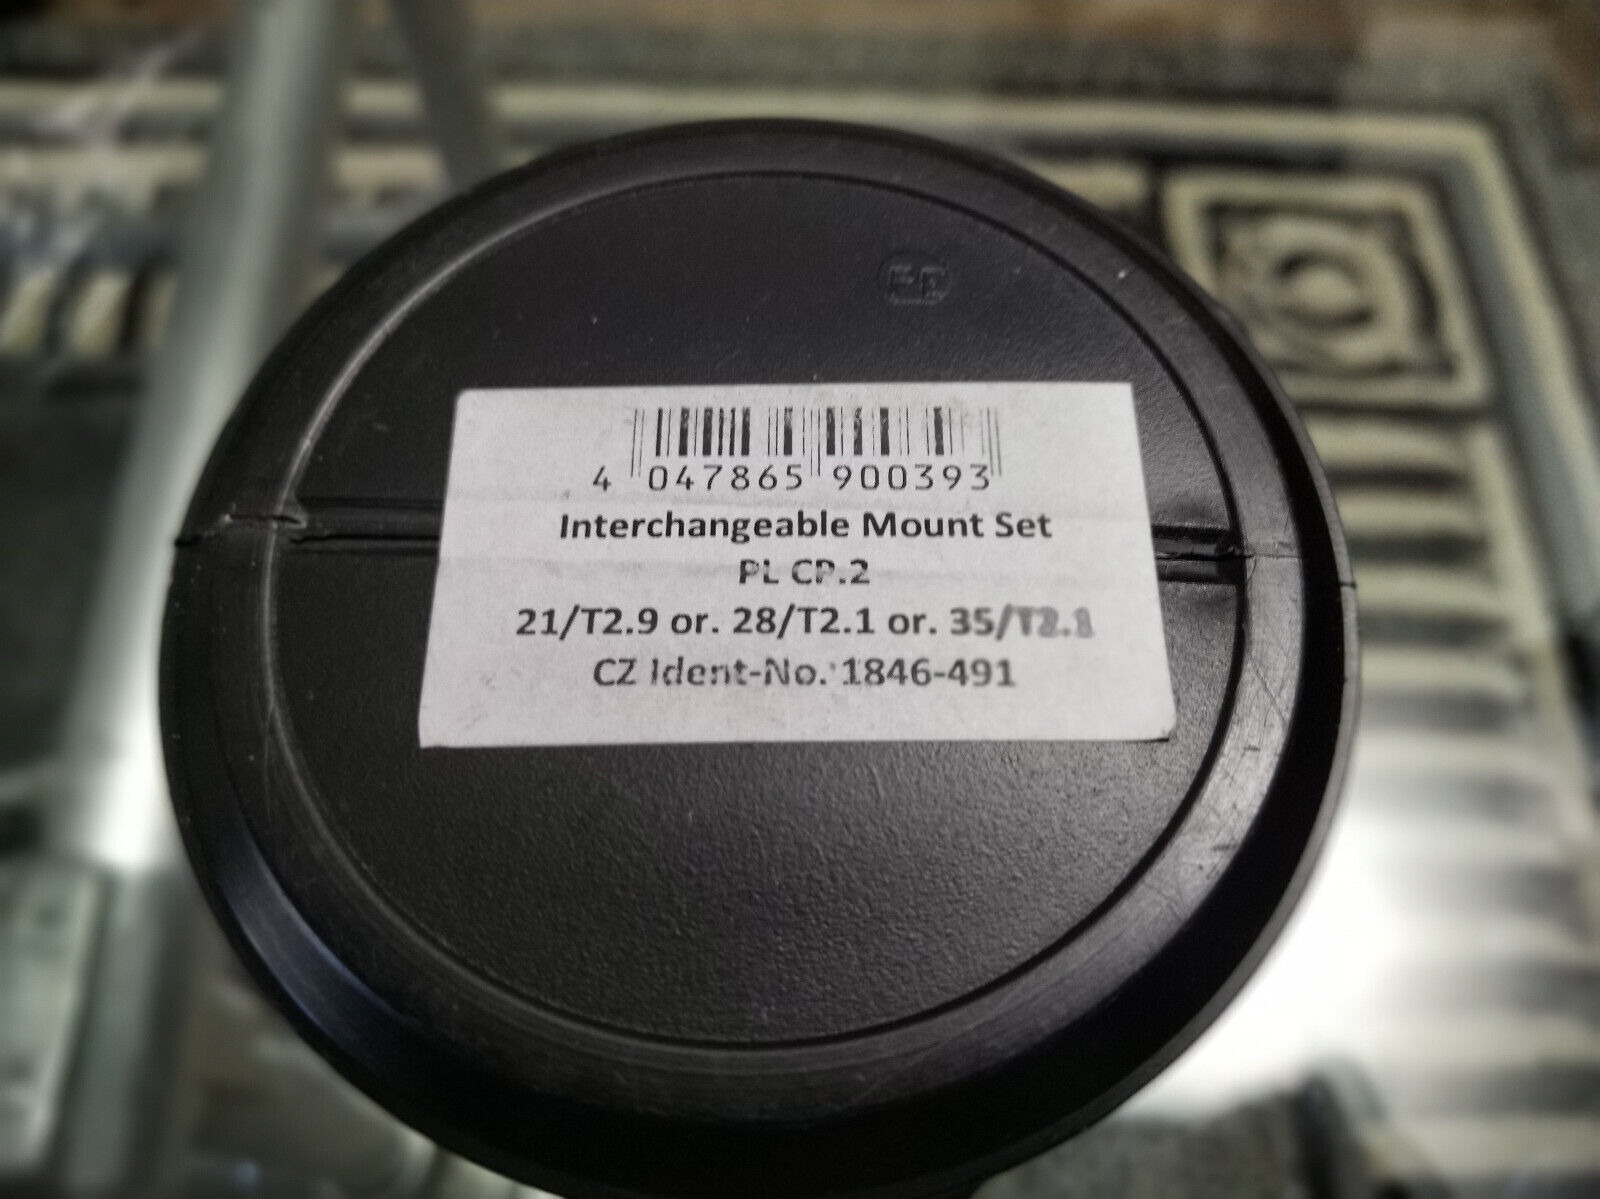 4 047865 900393
Interchangeable Mount Set
PL CP.2
21/T2.9 or. 28/T2.1 or. 35/T2.1
CZ Ident-No.:1846-491